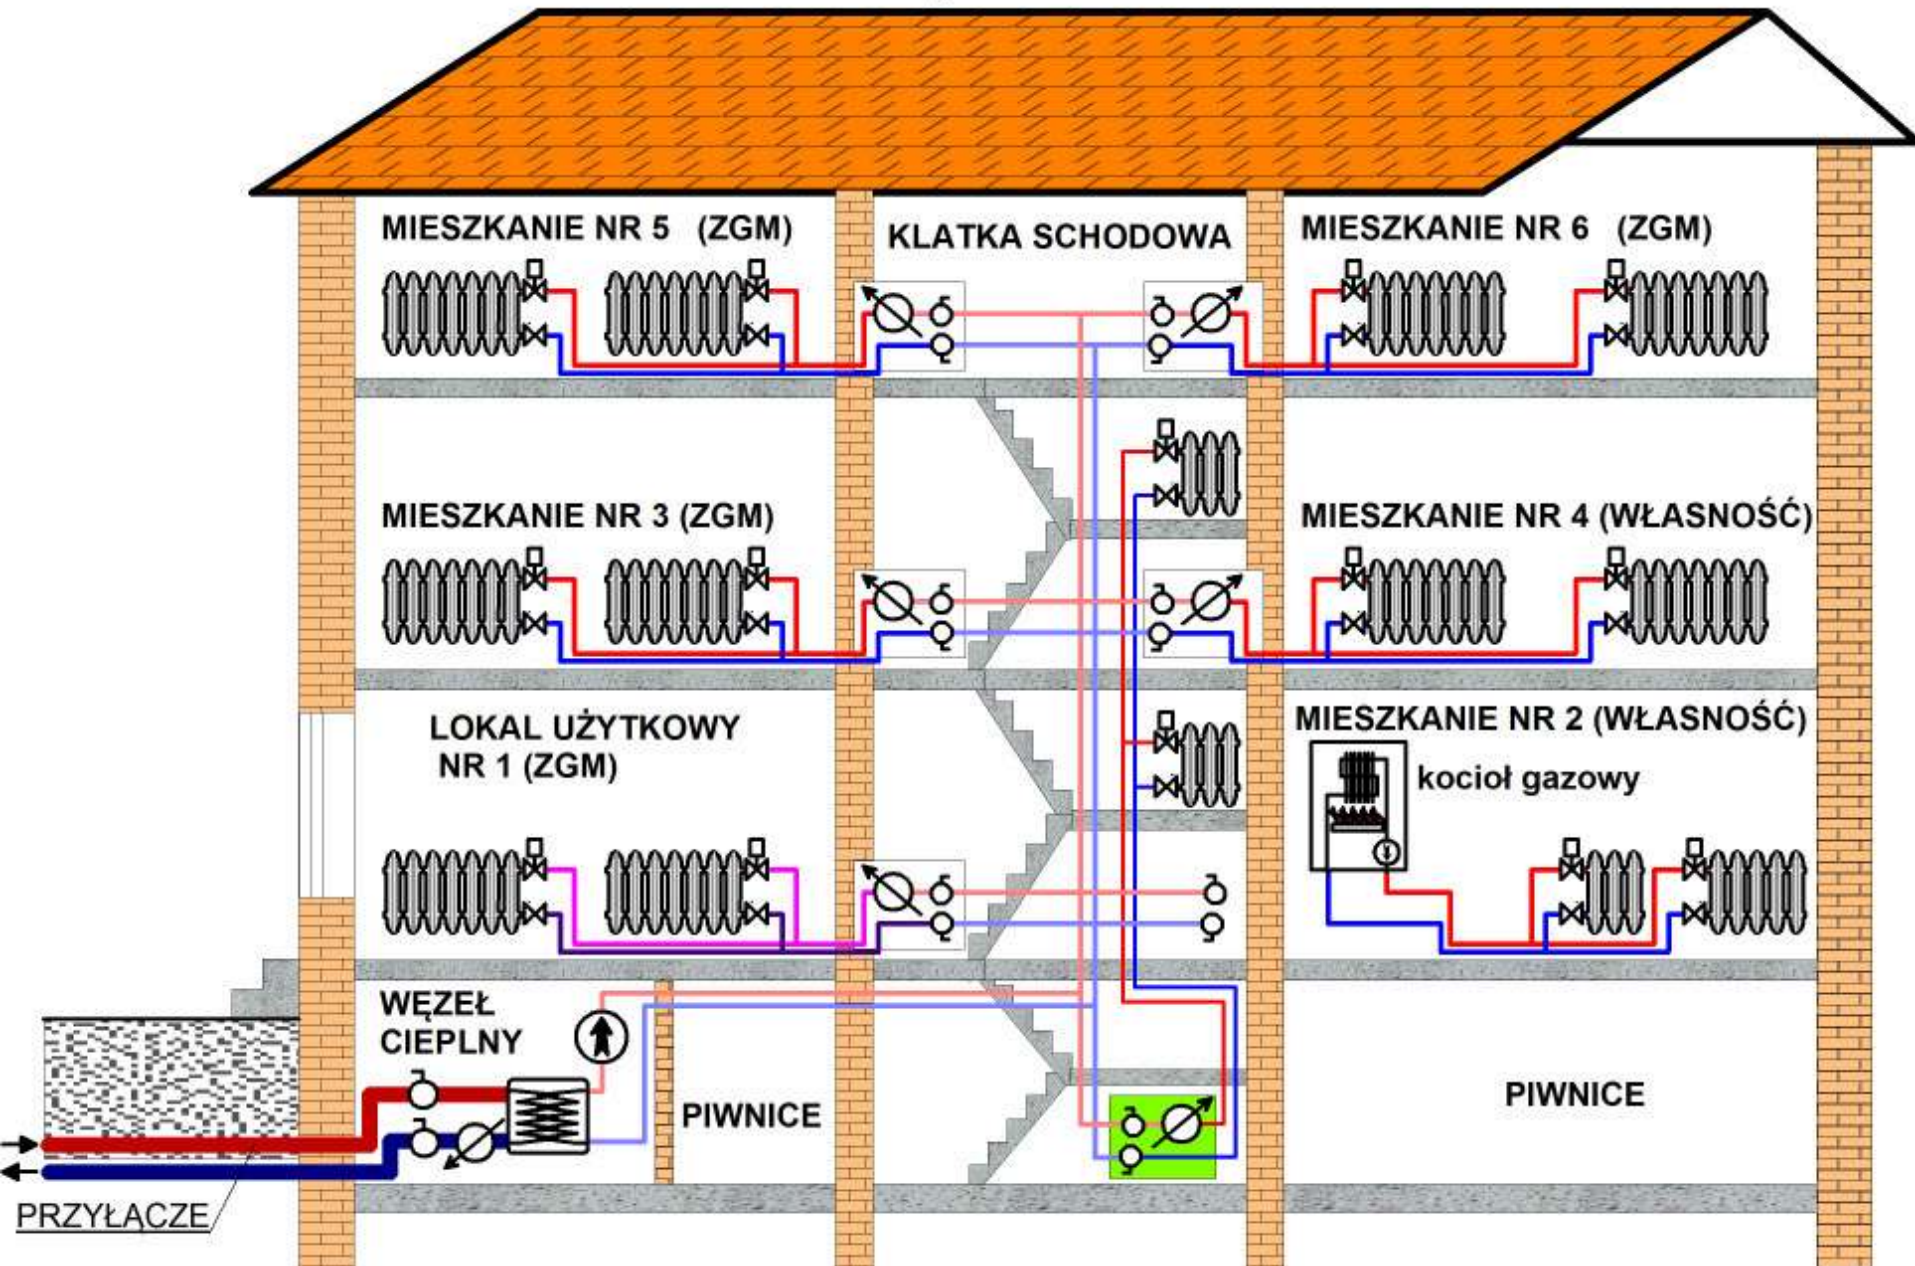 MIESZKANIE NR 5 (ZGM)
KLATKA SCHODOWA
MIESZKANIE NR 6 (ZGM)
MIESZKANIE NR 3 (ZGM)
MIESZKANIE NR 4 (WŁASNOŚĆ)
LOKAL UŻYTKOWY
NR 1 (ZGM)
MIESZKANIE NR 2 (WŁASNOŚĆ)
kocioł gazowy
WĘZEŁ
CIEPLNY
PIWNICE
PIWNICE
PRZYŁĄCZE